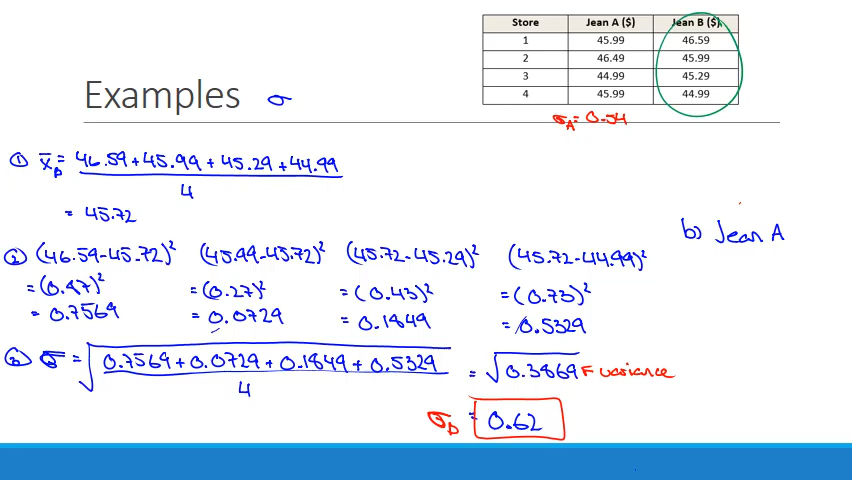 Store Jean A ($) Jean B ($)
1 45.99 46.59
2 46.49 45.99
3 44.99 45.29
4 45.99 44.99
σA = 0.54
Examples σ
① x̄B = 46.59+45.99+45.29+44.99
4
= 45.72
b) Jean A
② (46.59-45.72)² (45.99-45.72)² (45.72-45.29)² (45.72-44.99)²
=(0.87)² =(0.27)² =(0.43)² =(0.73)²
=0.7569 =0.0729 =0.1849 =0.5329
③ σ = √0.7569+0.0729+0.1849+0.5329 = √0.3869 ← variance
4
σB = 0.62